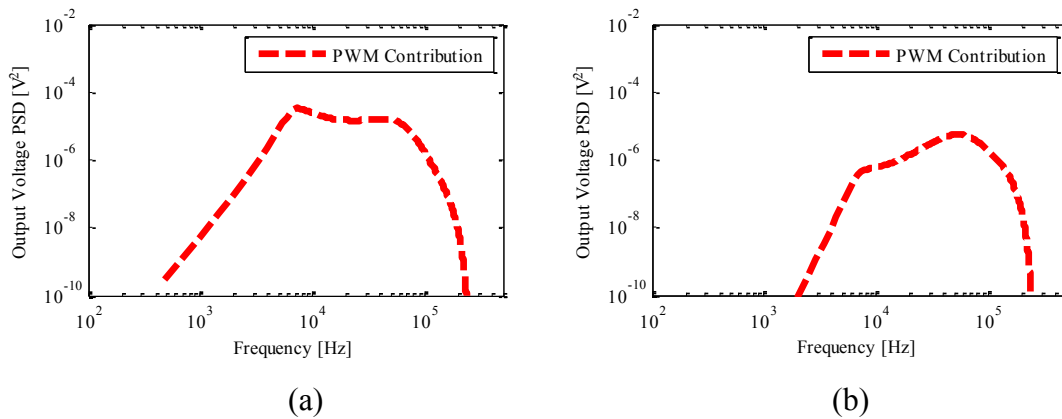 10^-2
10^-4
10^-6
10^-8
10^-10
Output Voltage PSD [V^2]
PWM Contribution
10^2
10^3
10^4
10^5
Frequency [Hz]
(a)
10^-2
10^-4
10^-6
10^-8
10^-10
Output Voltage PSD [V^2]
PWM Contribution
10^2
10^3
10^4
10^5
Frequency [Hz]
(b)